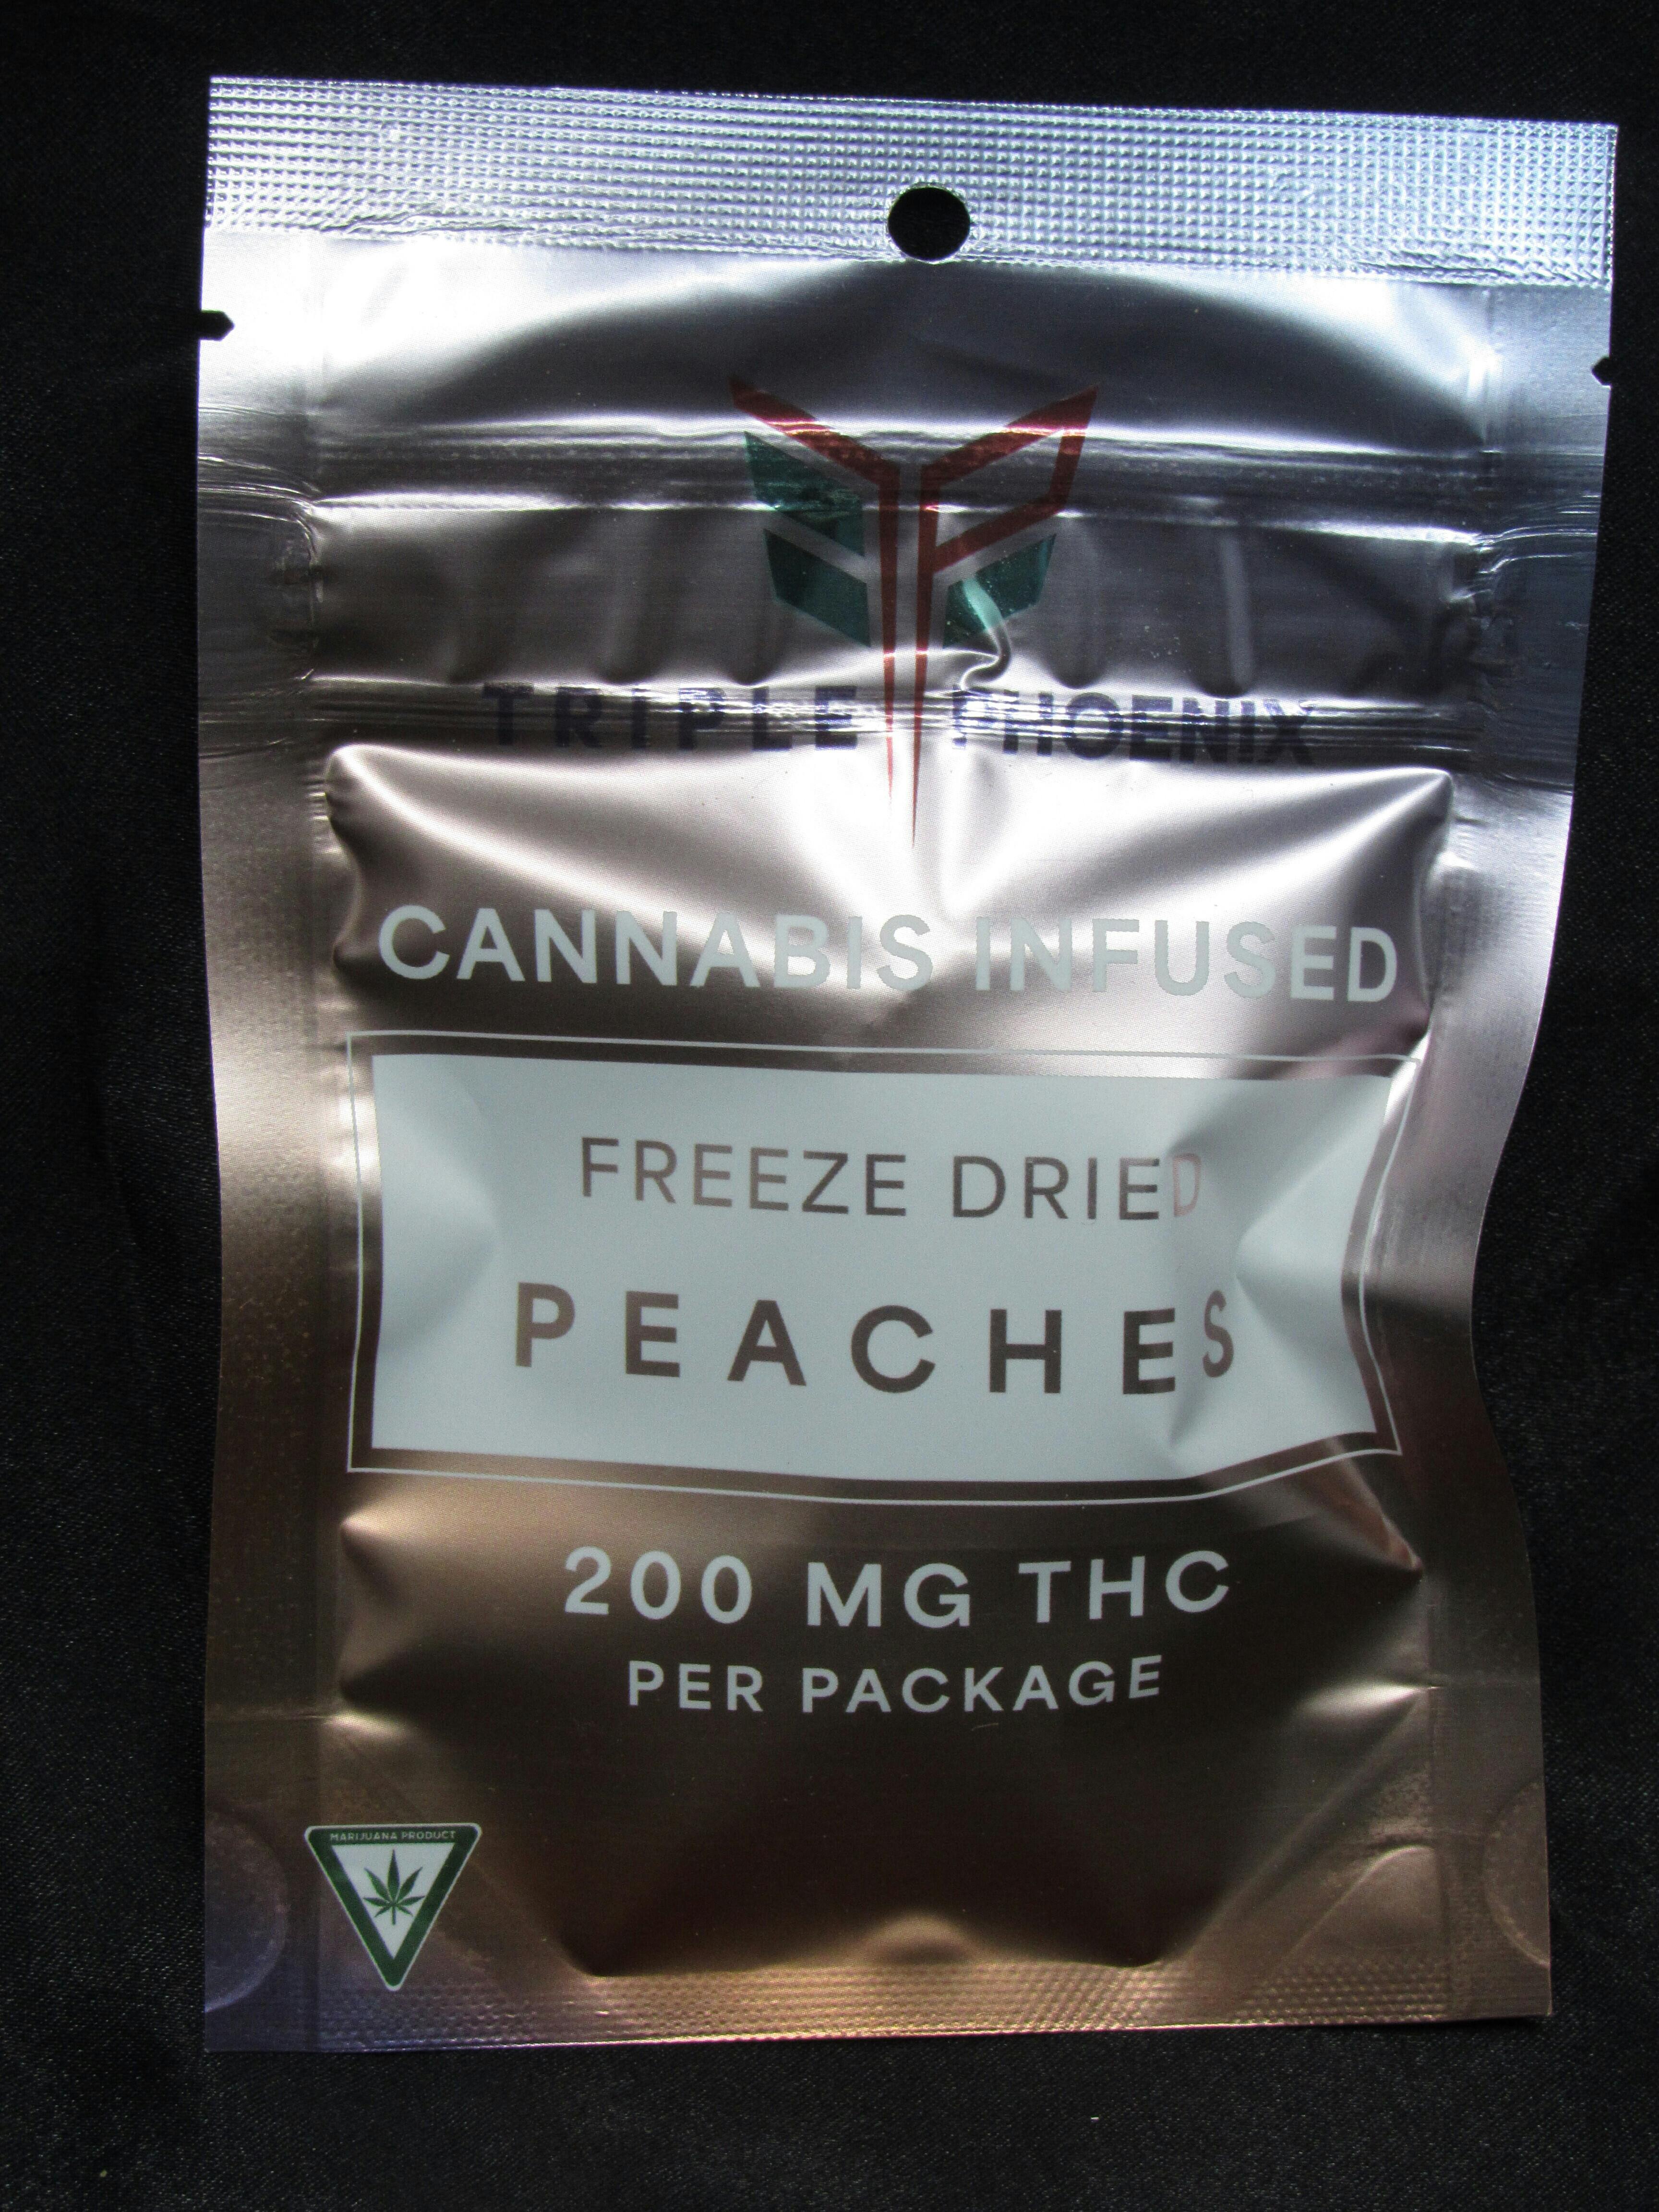 TRIPLE PHOENIX
CANNABIS INFUSED
FREEZE DRIED
PEACHES
200 MG THC
PER PACKAGE
MARIJUANA PRODUCT